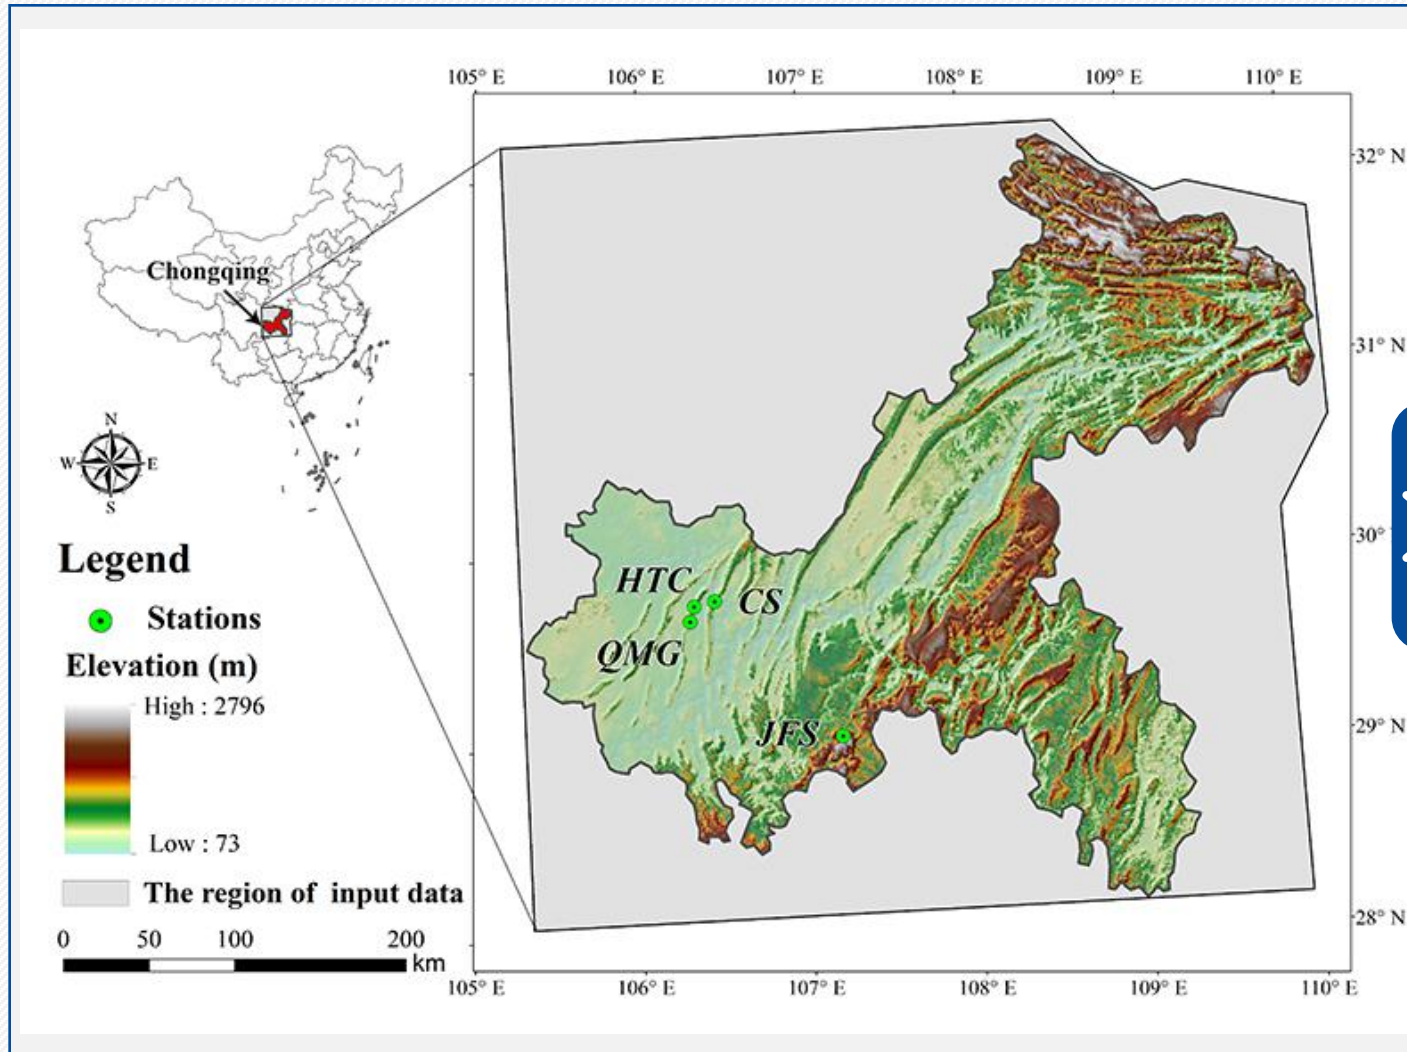 105° E 106° E 107° E 108° E 109° E 110° E
32° N
Chongqing
31° N
N
W E
S
30°
Legend
HTC
CS
Stations
QMG
Elevation (m)
High : 2796
JFS
29° N
Low : 73
The region of input data
28° N
0 50 100 200
km
105° E 106° E 107° E 108° E 109° E 110° E